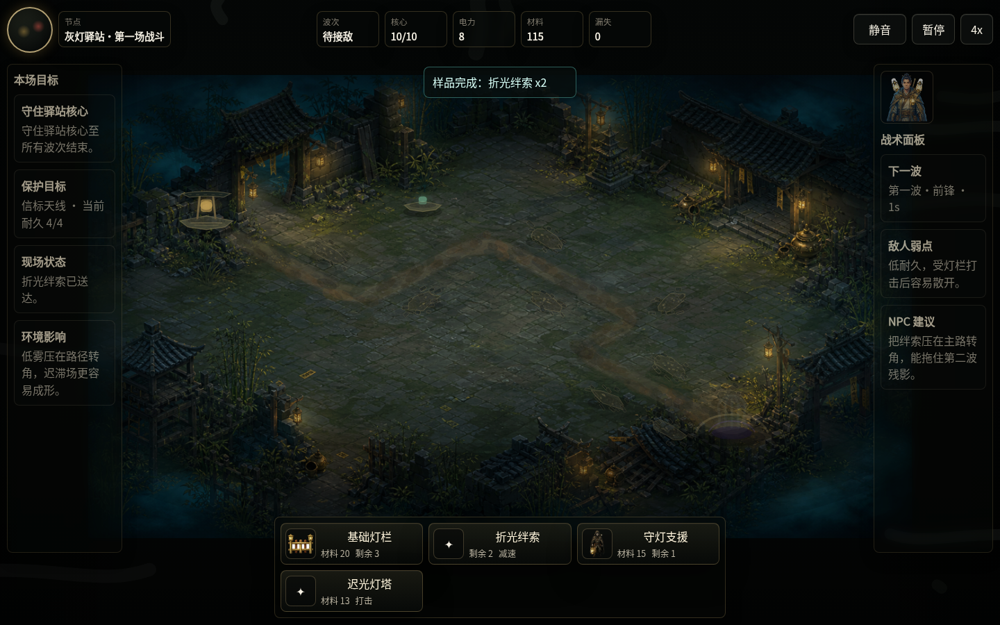 节点
灰灯驿站·第一场战斗
波次
待接敌
核心
10/10
电力
8
材料
115
漏失
0
静音
暂停
4x
样品完成：折光绊索 x2
本场目标
守住驿站核心
守住驿站核心至
所有波次结束。
保护目标
信标天线 · 当前
耐久 4/4
现场状态
折光绊索已送
达。
环境影响
低雾压在路径转
角，迟滞场更容
易成形。
战术面板
下一波
第一波·前锋 ·
1s
敌人弱点
低耐久，受灯栏打
击后容易散开。
NPC 建议
把绊索压在主路转
角，能拖住第二波
残影。
基础灯栏
材料 20 剩余 3
折光绊索
剩余 2 减速
守灯支援
材料 15 剩余 1
迟光灯塔
材料 13 打击